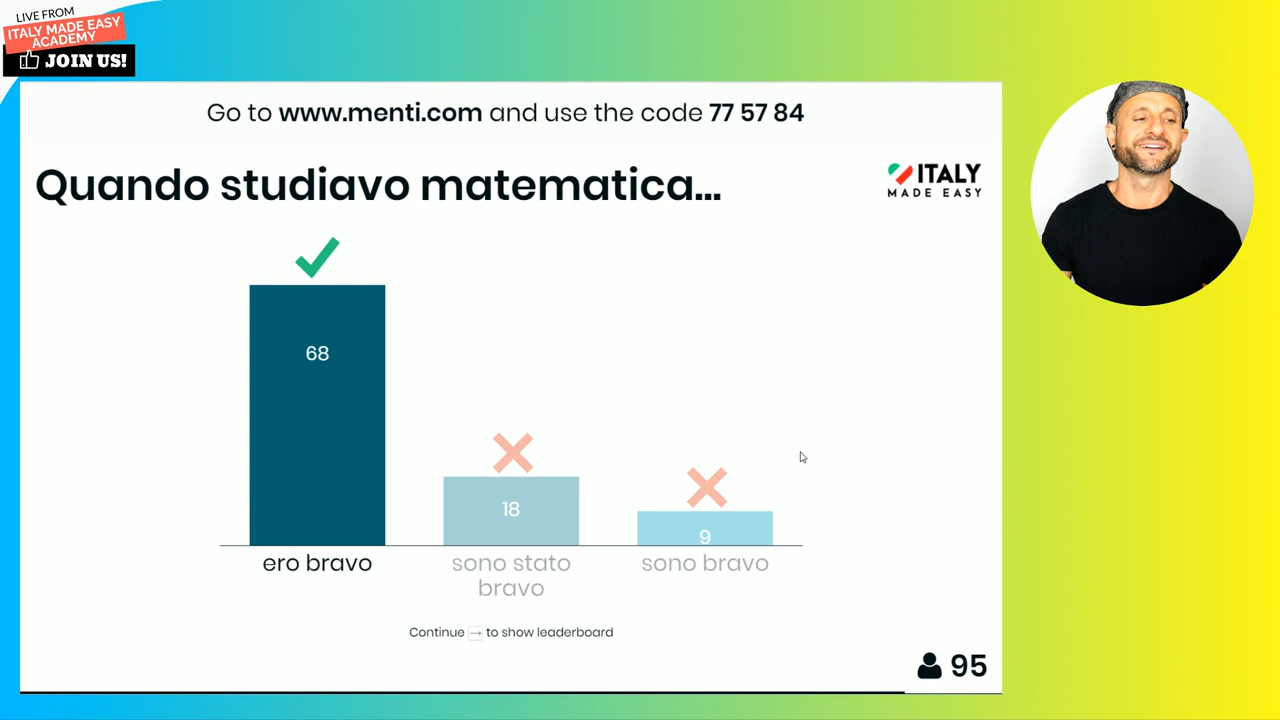 LIVE FROM
ITALY MADE EASY
ACADEMY
JOIN US!
Go to www.menti.com and use the code 77 57 84
Quando studiavo matematica...
ITALY
MADE EASY
68
18
9
ero bravo
sono stato
bravo
sono bravo
Continue → to show leaderboard
95